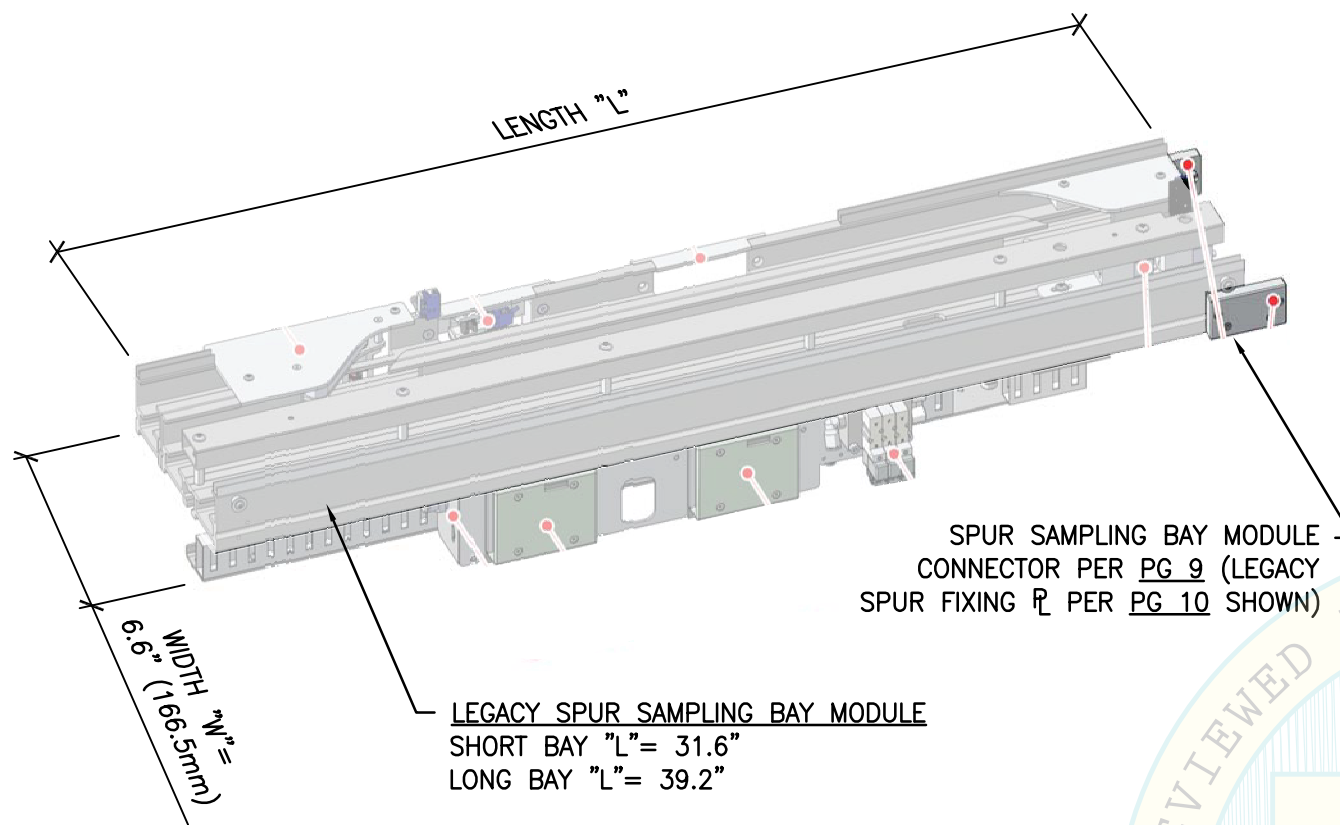 LENGTH "L"
SPUR SAMPLING BAY MODULE
CONNECTOR PER PG 9 (LEGACY
SPUR FIXING ⅊ PER PG 10 SHOWN)
WIDTH "W"=
6.6" (166.5mm)
LEGACY SPUR SAMPLING BAY MODULE
SHORT BAY "L"= 31.6"
LONG BAY "L"= 39.2"